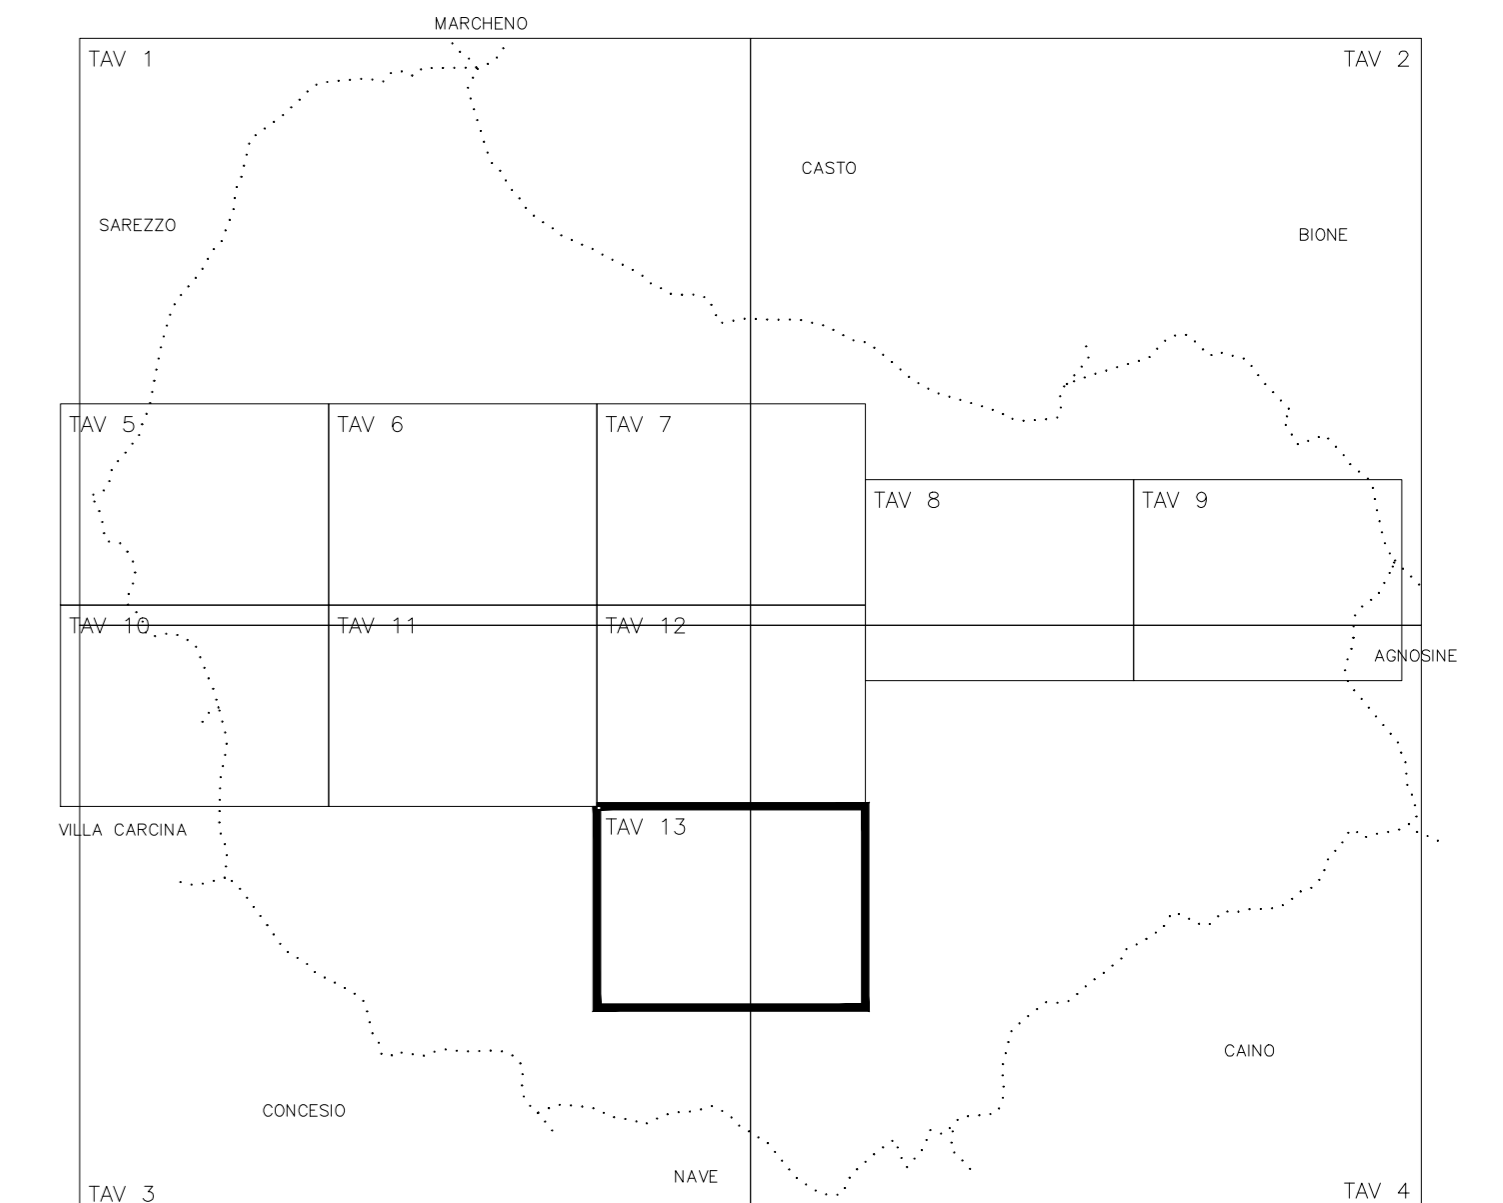 MARCHENO
TAV 1
TAV 2
CASTO
SAREZZO
BIONE
TAV 5
TAV 6
TAV 7
TAV 8
TAV 9
TAV 10
TAV 11
TAV 12
AGNOSINE
VILLA CARCINA
TAV 13
CAINO
CONCESIO
NAVE
TAV 3
TAV 4